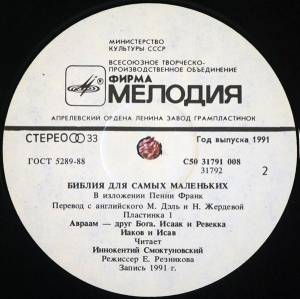 МИНИСТЕРСТВО
КУЛЬТУРЫ СССР
ВСЕСОЮЗНОЕ ТВОРЧЕСКО-
ПРОИЗВОДСТВЕННОЕ ОБЪЕДИНЕНИЕ
ФИРМА
МЕЛОДИЯ
АПРЕЛЕВСКИЙ ОРДЕНА ЛЕНИНА ЗАВОД ГРАМПЛАСТИНОК
СТЕРЕО 33
Год выпуска 1991
ГОСТ 5289-88
С50 31791 008
31792
2
БИБЛИЯ ДЛЯ САМЫХ МАЛЕНЬКИХ
В изложении Пенни Франк
Перевод с английского М. Дэль и Н. Жердевой
Пластинка 1
Авраам — друг Бога, Исаак и Ревекка
Иаков и Исав
Читает
Иннокентий Смоктуновский
Режиссер Е. Резникова
Запись 1991 г.